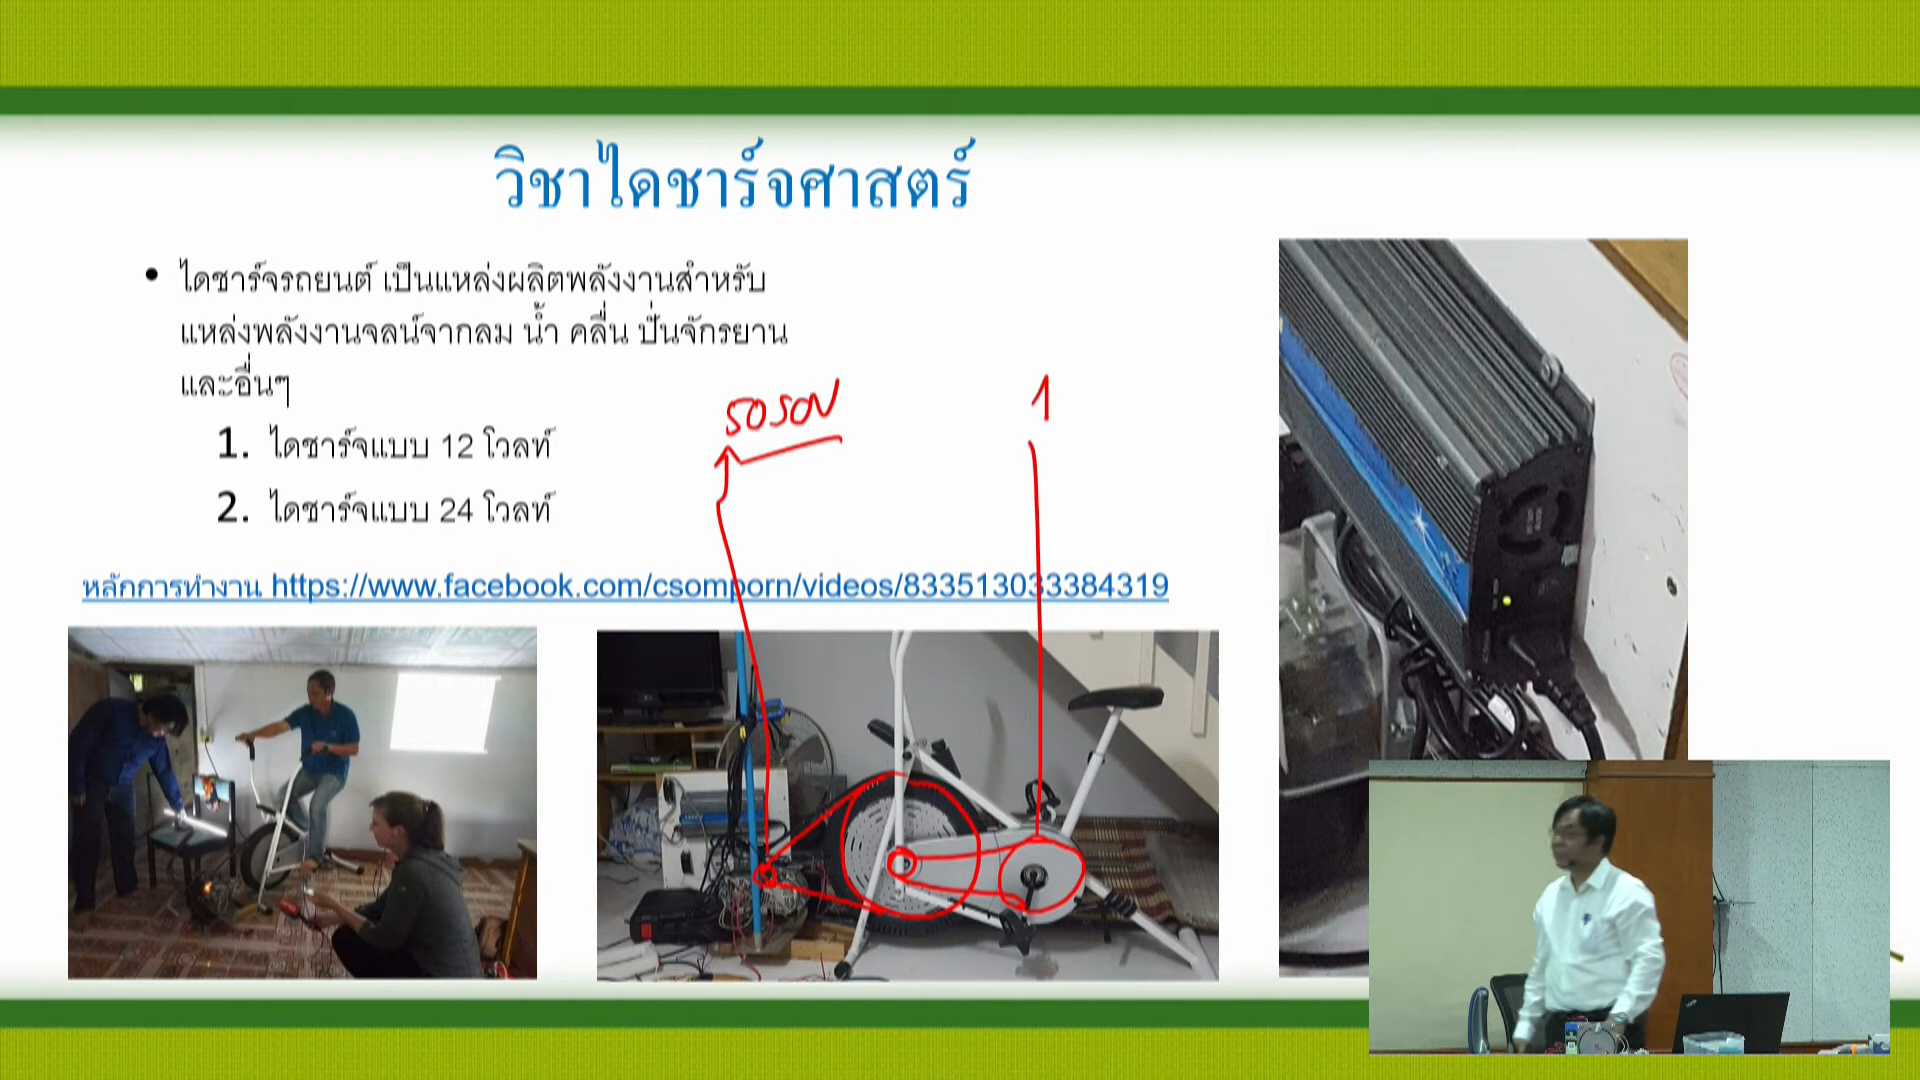 วิชาไดชาร์จศาสตร์
• ไดชาร์จรถยนต์ เป็นแหล่งผลิตพลังงานสำหรับ
แหล่งพลังงานจลน์จากลม น้ำ คลื่น ปั่นจักรยาน
และอื่นๆ
1. ไดชาร์จแบบ 12 โวลท์
2. ไดชาร์จแบบ 24 โวลท์
50 รอบ
1
หลักการทำงาน https://www.facebook.com/csomporn/videos/833513033384319